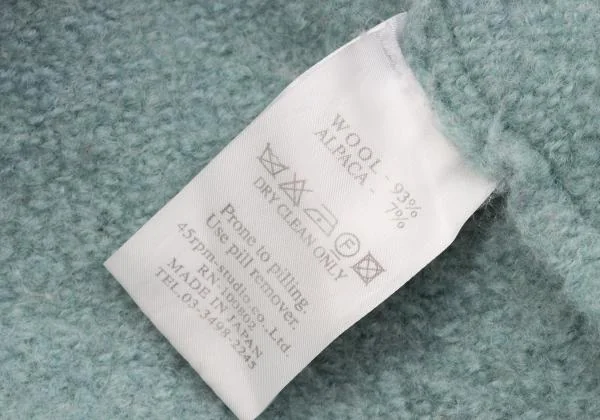 WOOL - 93%
ALPACA - 7%
F
DRY CLEAN ONLY
Prone to pilling.
Use pill remover.
45rpm-studio co.,Ltd.
RN-100802
MADE IN JAPAN
TEL.03-3498-2245